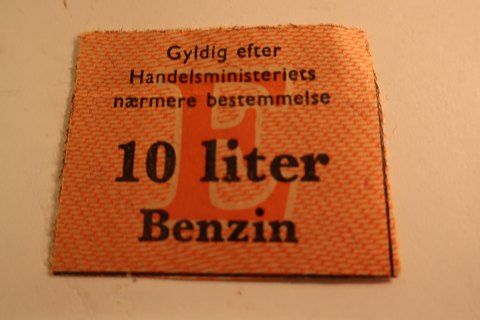 Gyldig efter
Handelsministeriets
nærmere bestemmelse
E
10 liter
Benzin